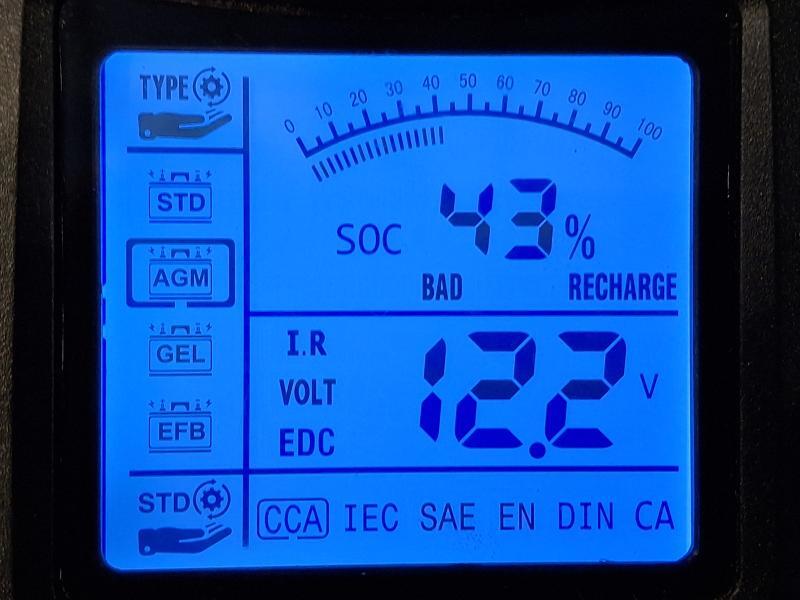 TYPE
STD
AGM
GEL
EFB
STD
0 10 20 30 40 50 60 70 80 90 100
SOC 43%
BAD RECHARGE
I.R
VOLT
EDC
12.2 V
CCA IEC SAE EN DIN CA